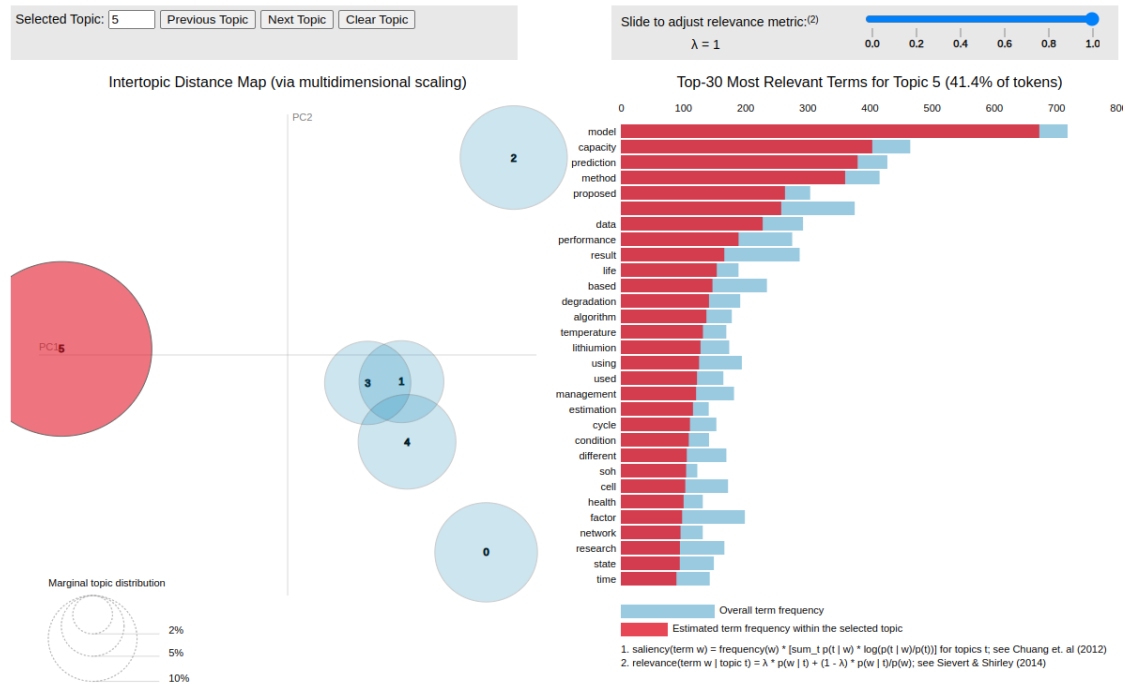 Selected Topic: 5 Previous Topic Next Topic Clear Topic
Slide to adjust relevance metric:(2)
λ = 1
0.0 0.2 0.4 0.6 0.8 1.0
Intertopic Distance Map (via multidimensional scaling)
PC2
PC1
2
5
3
1
4
0
Marginal topic distribution
2%
5%
10%
Top-30 Most Relevant Terms for Topic 5 (41.4% of tokens)
0 100 200 300 400 500 600 700 800
model
capacity
prediction
method
proposed
data
performance
result
life
based
degradation
algorithm
temperature
lithiumion
using
used
management
estimation
cycle
condition
different
soh
cell
health
factor
network
research
state
time
Overall term frequency
Estimated term frequency within the selected topic
1. saliency(term w) = frequency(w) * [sum_t p(t | w) * log(p(t | w)/p(t))] for topics t; see Chuang et. al (2012)
2. relevance(term w | topic t) = λ * p(w | t) + (1 - λ) * p(w | t)/p(w); see Sievert & Shirley (2014)